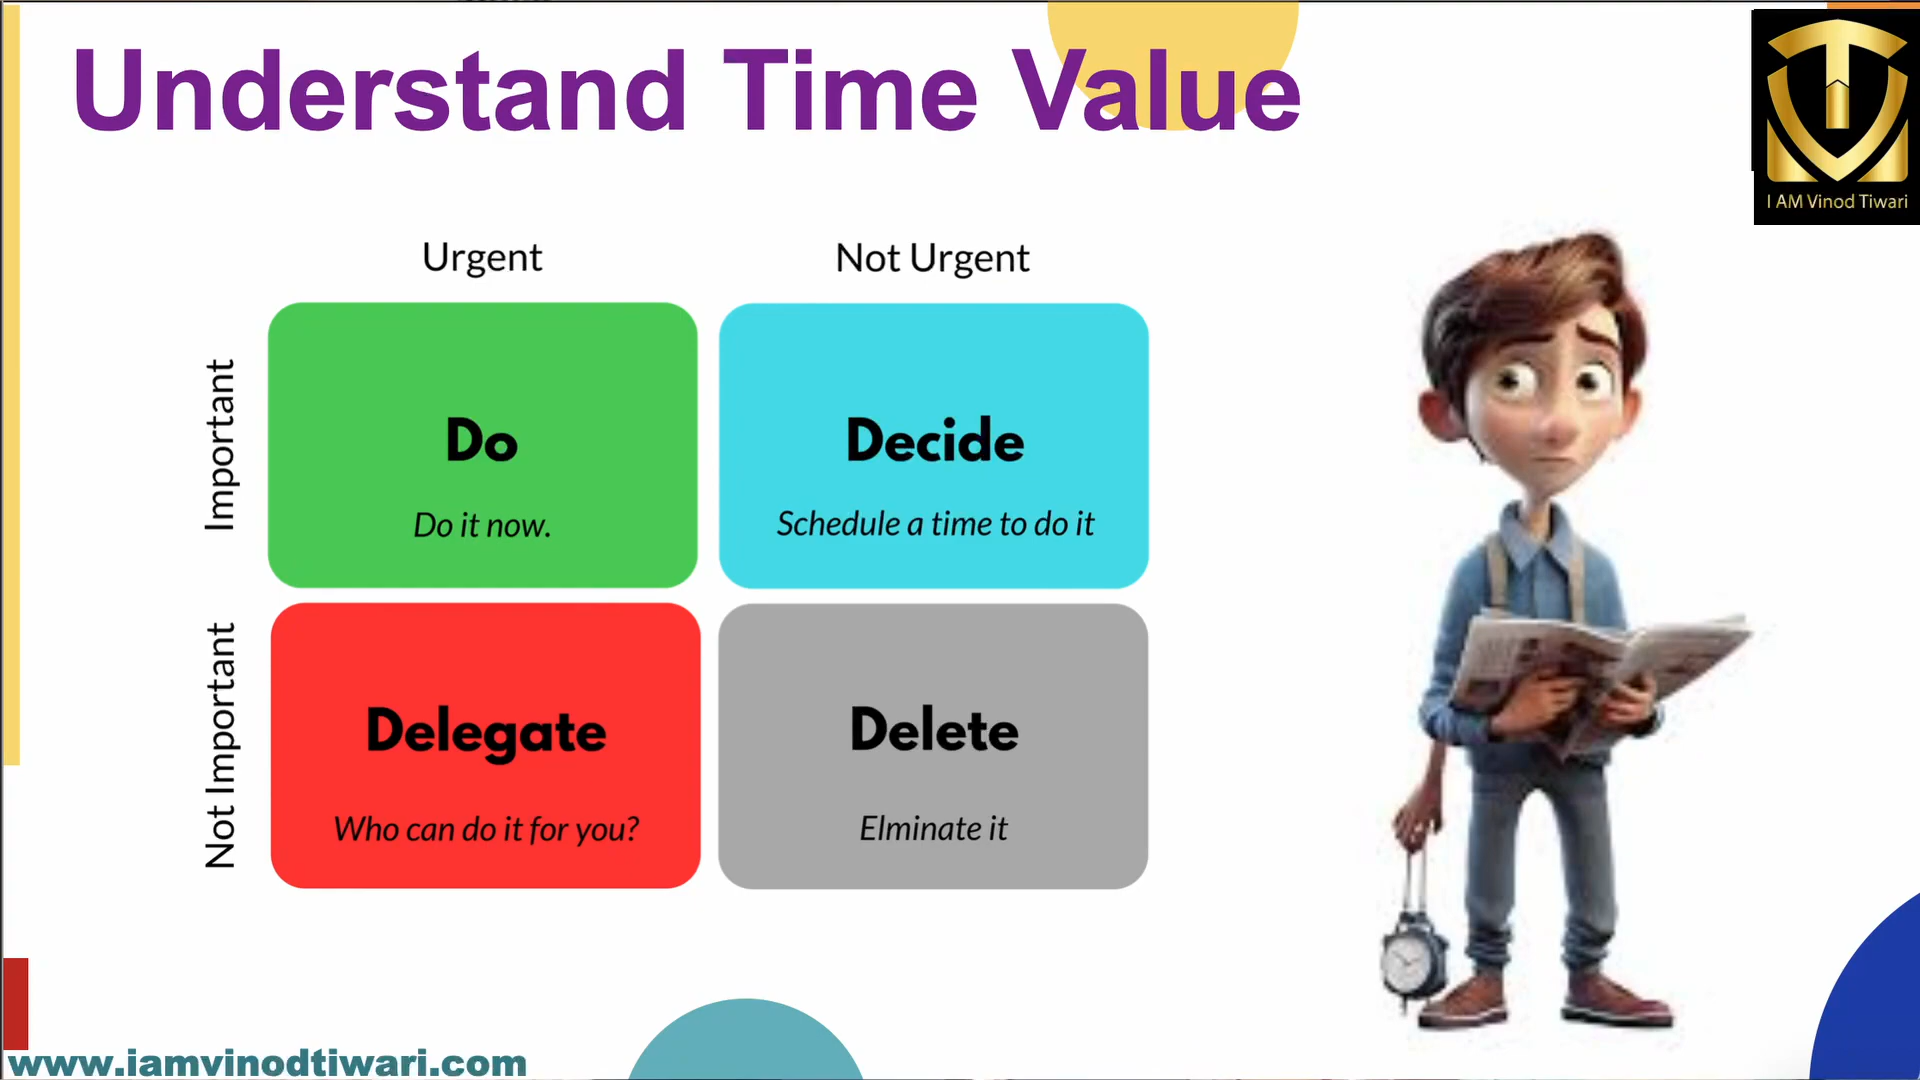 Understand Time Value
I AM Vinod Tiwari
Urgent
Not Urgent
Important
Do
Do it now.
Decide
Schedule a time to do it
Not Important
Delegate
Who can do it for you?
Delete
Elminate it
www.iamvinodtiwari.com